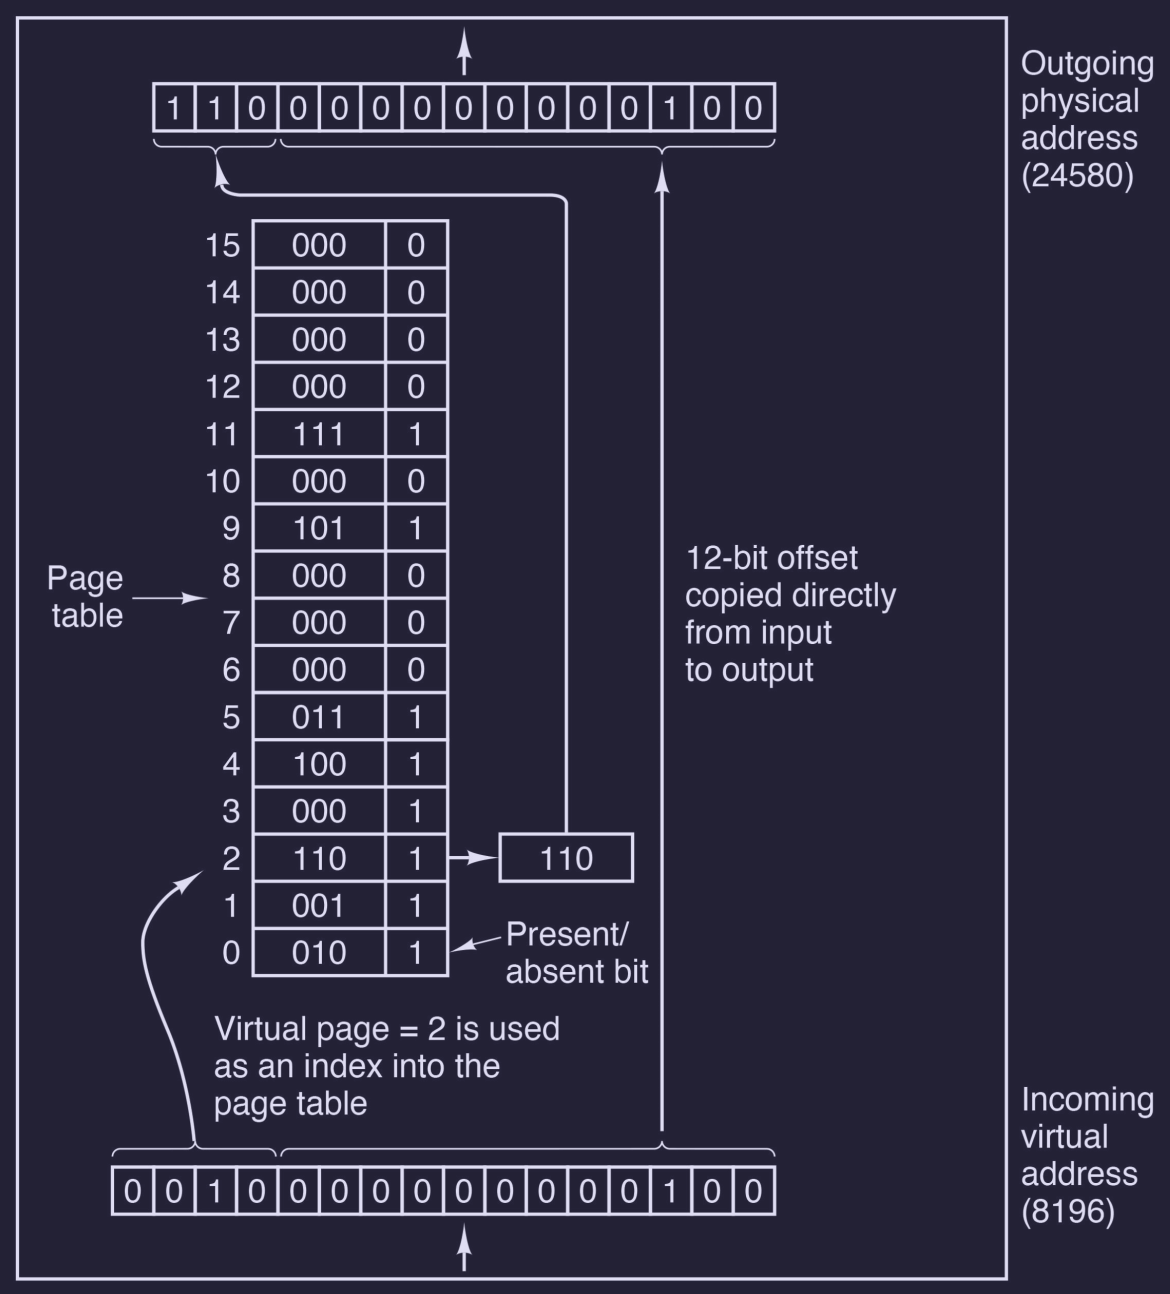 Outgoing
physical
address
(24580)
1 1 0 0 0 0 0 0 0 0 0 0 1 0 0
15 000 0
14 000 0
13 000 0
12 000 0
11 111 1
10 000 0
9 101 1
8 000 0
7 000 0
6 000 0
5 011 1
4 100 1
3 000 1
2 110 1 110
1 001 1
0 010 1
Page
table
12-bit offset
copied directly
from input
to output
Present/
absent bit
Virtual page = 2 is used
as an index into the
page table
0 0 1 0 0 0 0 0 0 0 0 0 0 1 0 0
Incoming
virtual
address
(8196)